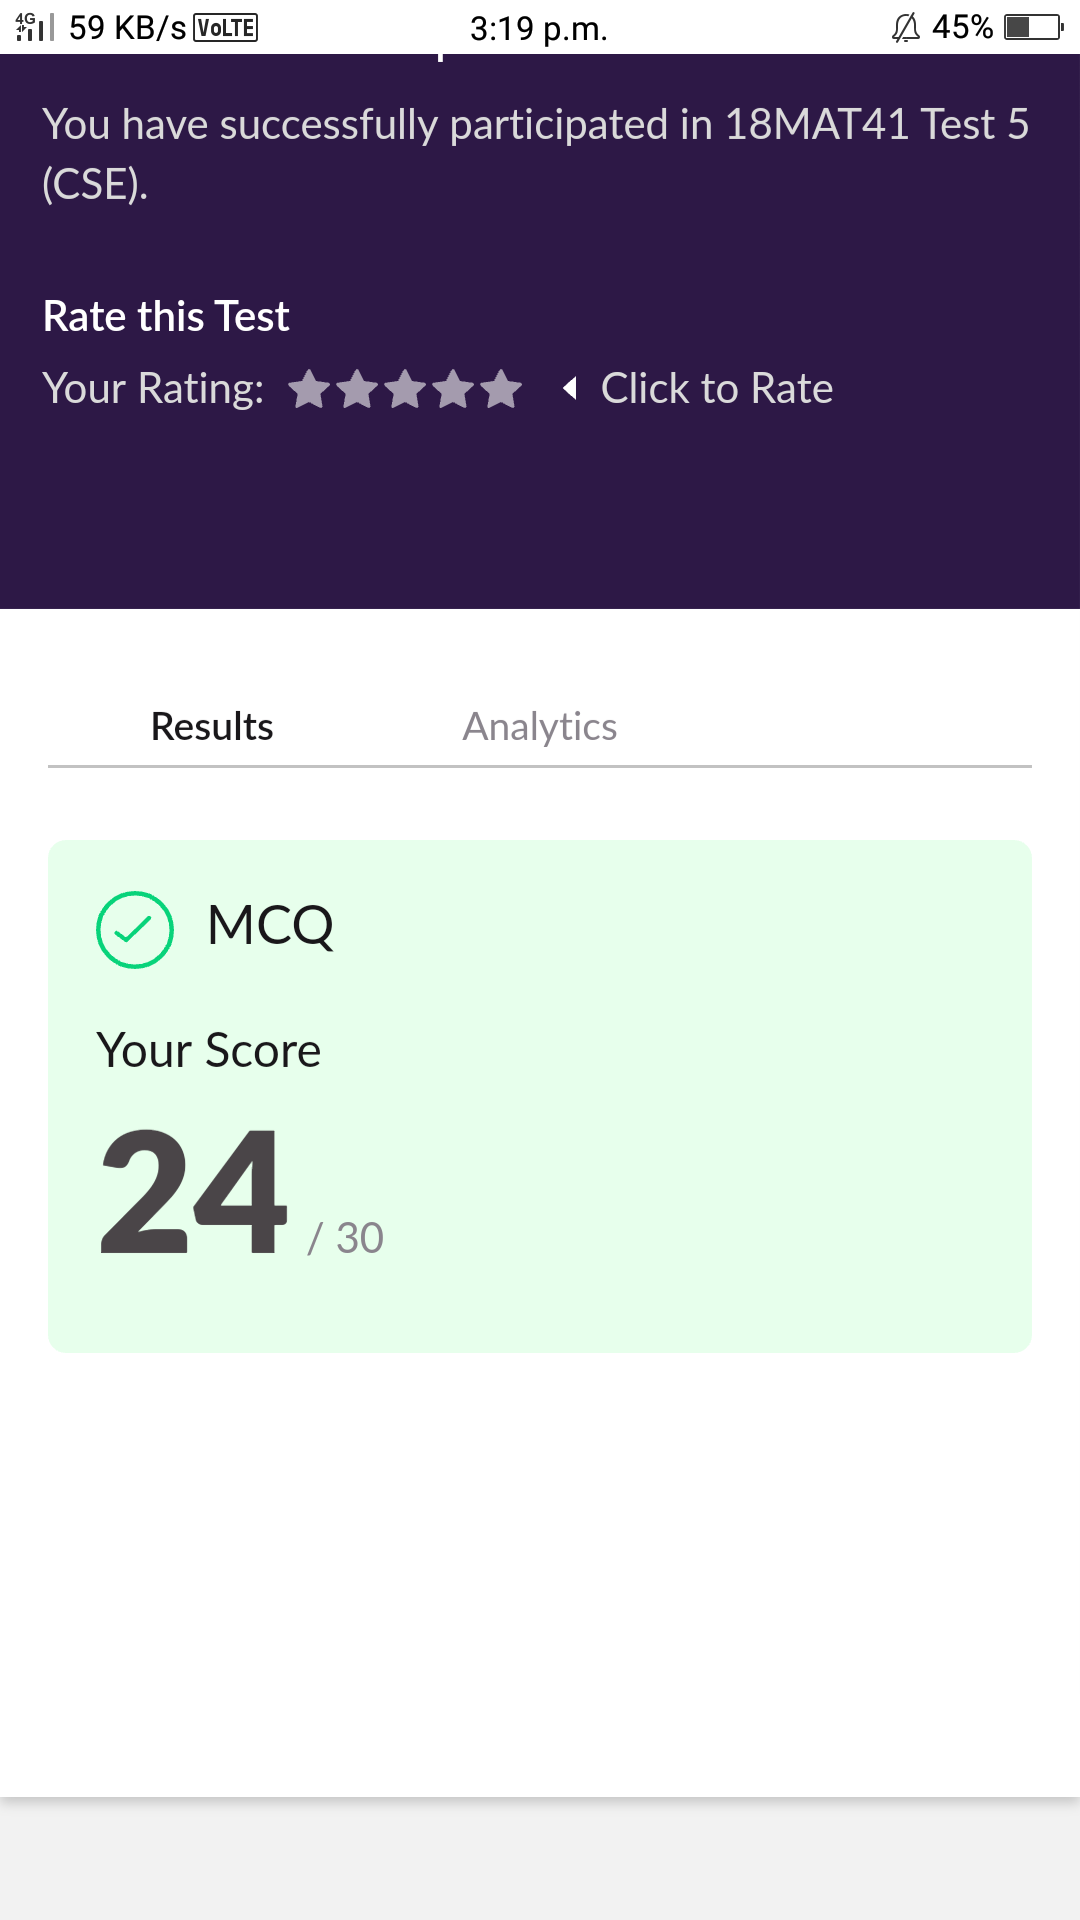 4G 59 KB/s VoLTE 3:19 p.m. 45%
You have successfully participated in 18MAT41 Test 5
(CSE).
Rate this Test
Your Rating: Click to Rate
Results Analytics
MCQ
Your Score
24 / 30